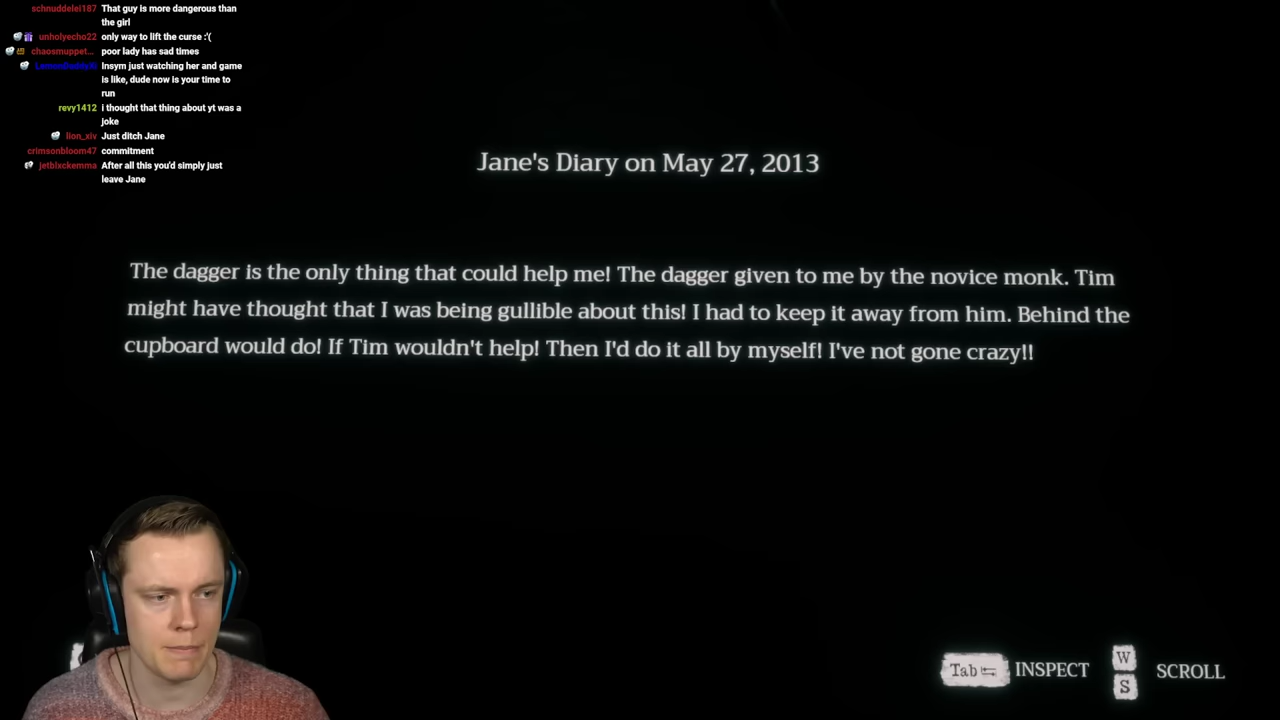 schnuddelei187 That guy is more dangerous than
the girl
unholyecho22 only way to lift the curse :'(
chaosmuppet... poor lady has sad times
LemonDaddyXi Insym just watching her and game
is like, dude now is your time to
run
revy1412 i thought that thing about yt was a
joke
lion_xiv Just ditch Jane
crimsonbloom47 commitment
jetblxckemma After all this you'd simply just
leave Jane
Jane's Diary on May 27, 2013
The dagger is the only thing that could help me! The dagger given to me by the novice monk. Tim
might have thought that I was being gullible about this! I had to keep it away from him. Behind the
cupboard would do! If Tim wouldn't help! Then I'd do it all by myself! I've not gone crazy!!
Tab INSPECT
W
S
SCROLL